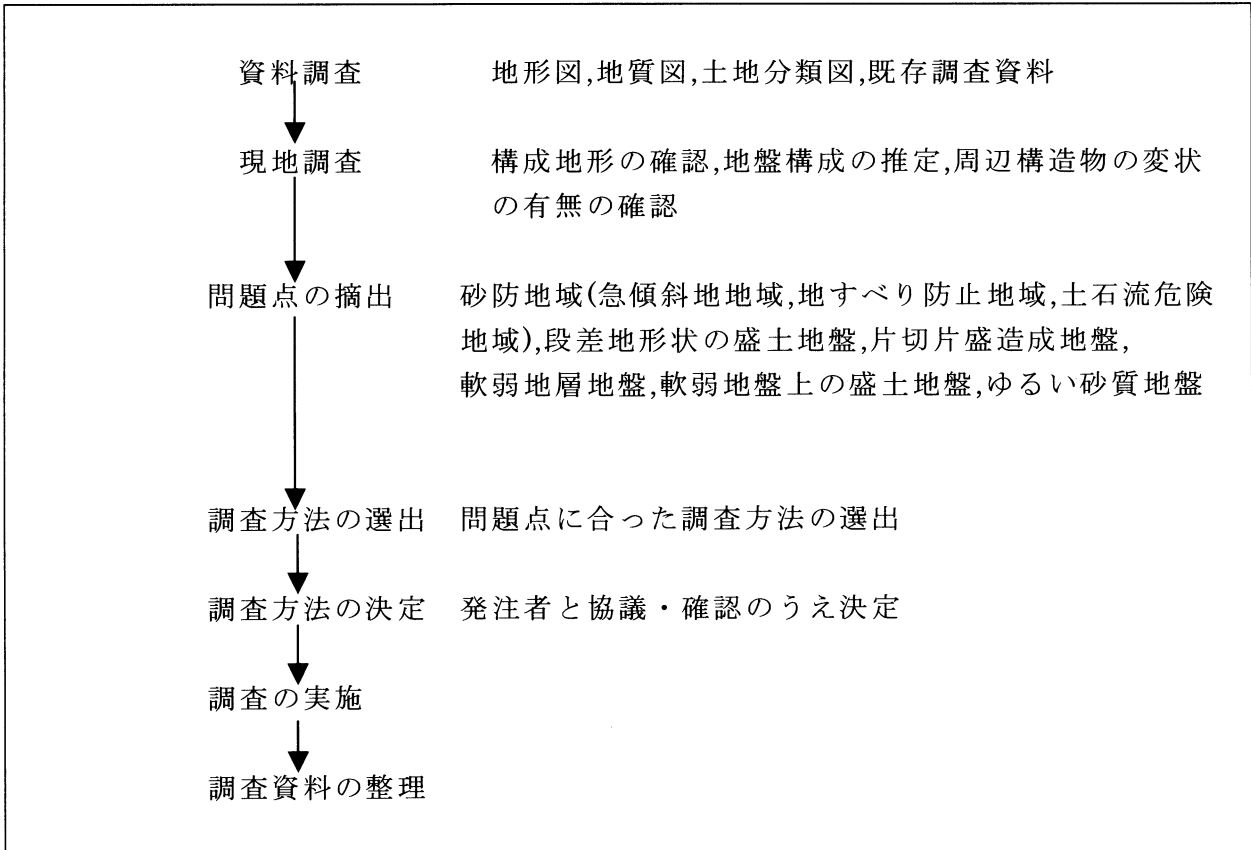 資料調査 地形図,地質図,土地分類図,既存調査資料
現地調査 構成地形の確認,地盤構成の推定,周辺構造物の変状
の有無の確認
問題点の摘出 砂防地域(急傾斜地地域,地すべり防止地域,土石流危険
地域),段差地形状の盛土地盤,片切片盛造成地盤,
軟弱地層地盤,軟弱地盤上の盛土地盤,ゆるい砂質地盤
調査方法の選出 問題点に合った調査方法の選出
調査方法の決定 発注者と協議・確認のうえ決定
調査の実施
調査資料の整理